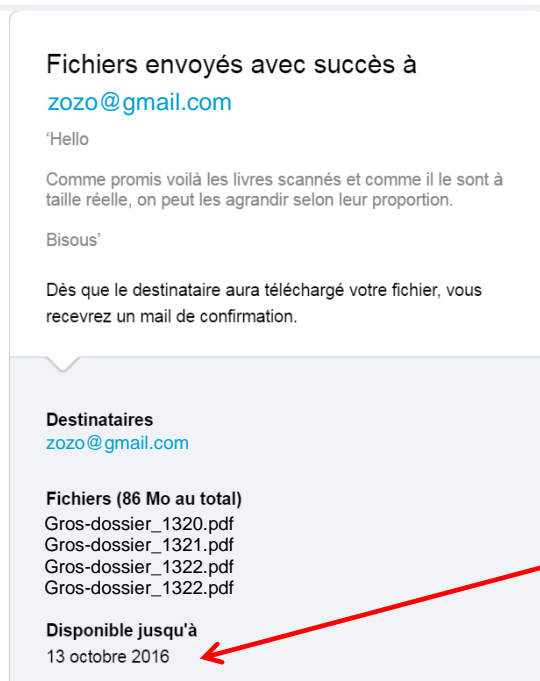 Fichiers envoyés avec succès à
zozo@gmail.com
‘Hello
Comme promis voilà les livres scannés et comme il le sont à
taille réelle, on peut les agrandir selon leur proportion.
Bisous’
Dès que le destinataire aura téléchargé votre fichier, vous
recevrez un mail de confirmation.
Destinataires
zozo@gmail.com
Fichiers (86 Mo au total)
Gros-dossier_1320.pdf
Gros-dossier_1321.pdf
Gros-dossier_1322.pdf
Gros-dossier_1322.pdf
Disponible jusqu'à
13 octobre 2016